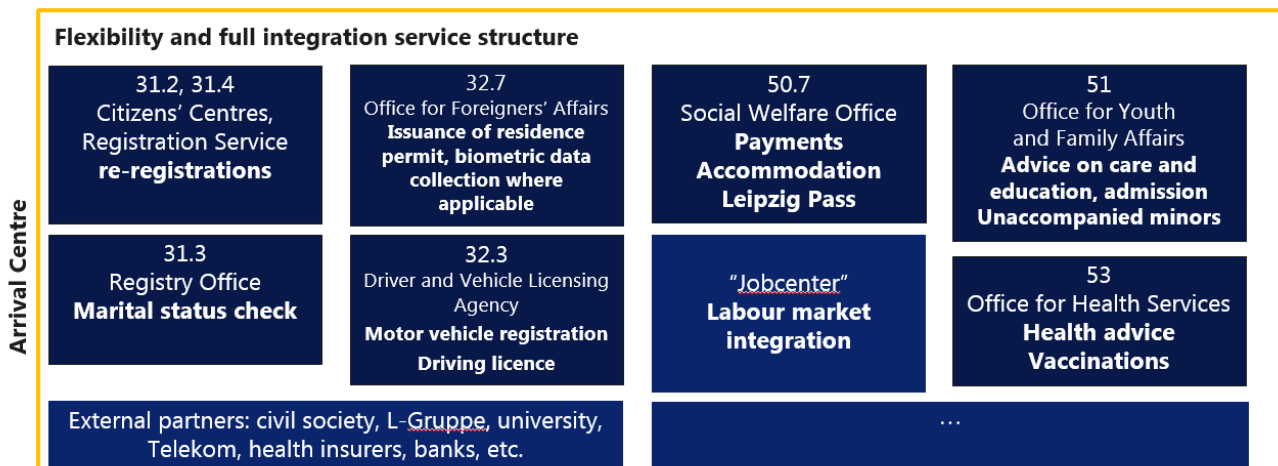 Flexibility and full integration service structure
Arrival Centre
31.2, 31.4
Citizens’ Centres,
Registration Service
re-registrations
32.7
Office for Foreigners’ Affairs
Issuance of residence
permit, biometric data
collection where
applicable
50.7
Social Welfare Office
Payments
Accommodation
Leipzig Pass
51
Office for Youth
and Family Affairs
Advice on care and
education, admission
Unaccompanied minors
31.3
Registry Office
Marital status check
32.3
Driver and Vehicle Licensing
Agency
Motor vehicle registration
Driving licence
“Jobcenter”
Labour market
integration
53
Office for Health Services
Health advice
Vaccinations
External partners: civil society, L-Gruppe, university,
Telekom, health insurers, banks, etc.
...